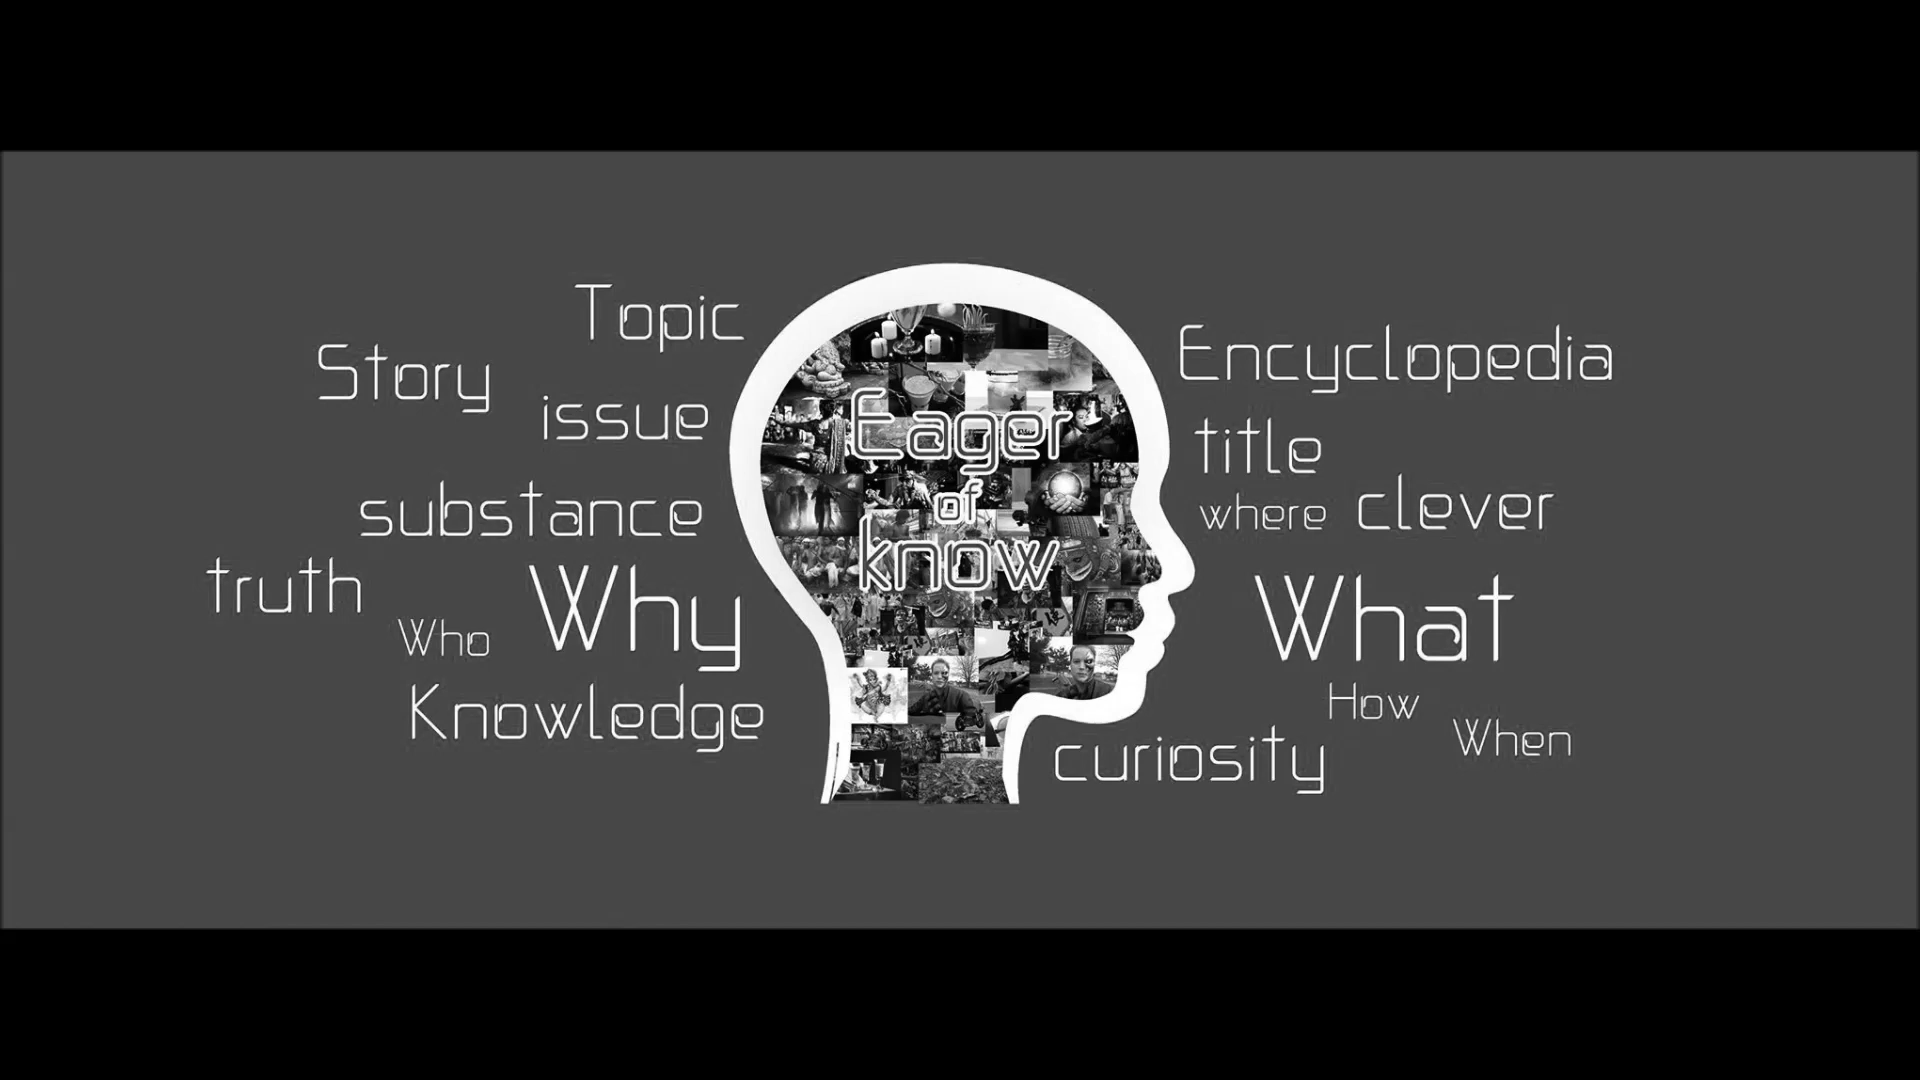 Topic
Story
issue
substance
truth
Who
Why
Knowledge
Eager
of
know
Encyclopedia
title
where
clever
What
How
When
curiosity